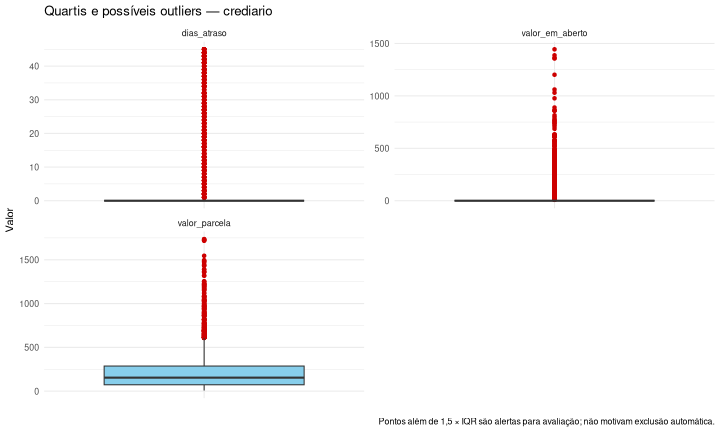 Quartis e possíveis outliers — crediario
dias_atraso
valor_em_aberto
40
30
20
10
0
1500
1000
500
0
Valor
valor_parcela
1500
1000
500
0
Pontos além de 1,5 × IQR são alertas para avaliação; não motivam exclusão automática.